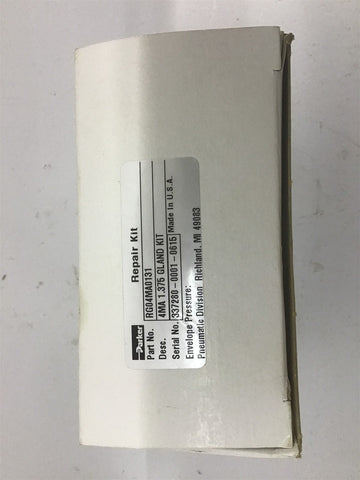 Parker
Repair Kit
Part No. RG04MA0131
Desc. 4MA 1.375 GLAND KIT
Serial No. 337280-0001-0615 Made In U.S.A.
Envelope Pressure:
Pneumatic Division Richland, MI 49083